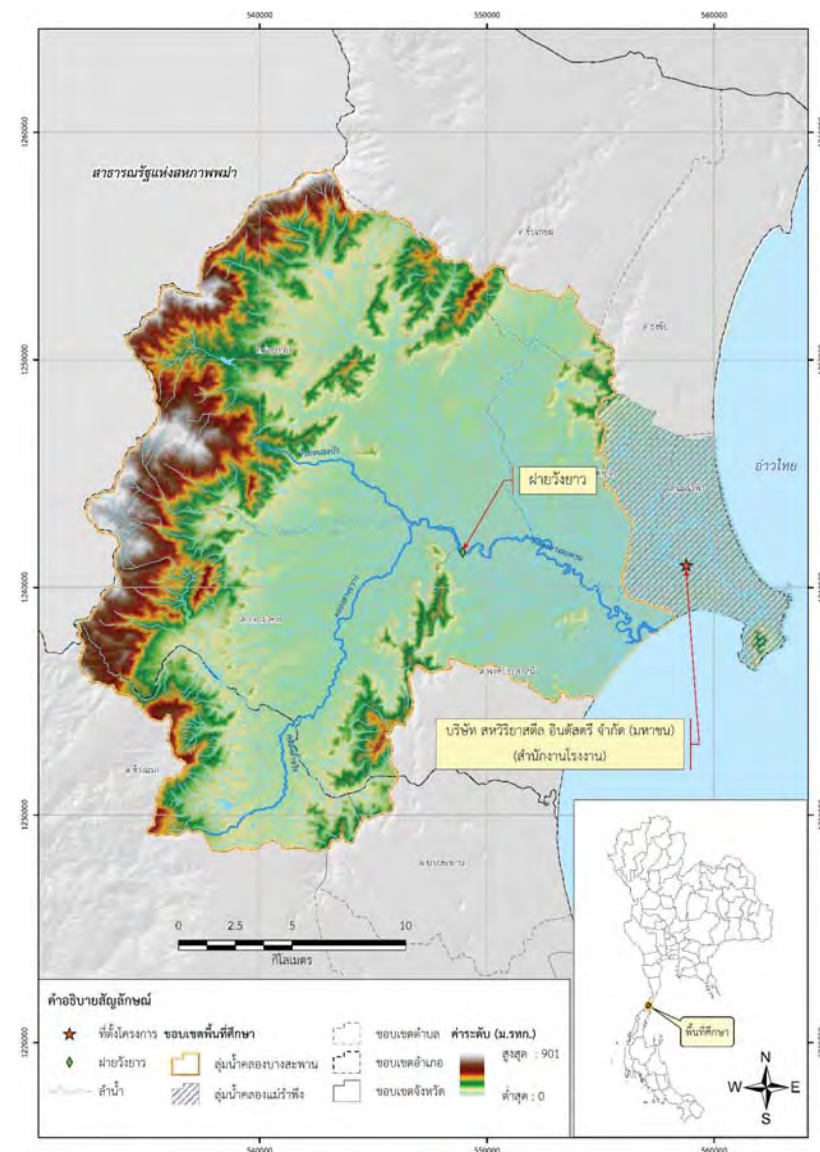 540000 550000 560000
1260000
สาธารณรัฐแห่งสหภาพพม่า
1250000
อ่าวไทย
ฝายวังยาว
1240000
บริษัท สหวิริยาสตีล อินดัสตรี จำกัด (มหาชน)
(สำนักงานโรงงาน)
1230000
0 2.5 5 10
กิโลเมตร
คำอธิบายสัญลักษณ์
ที่ตั้งโครงการ ขอบเขตพื้นที่ศึกษา ขอบเขตตำบล ค่าระดับ (ม.รทก.)
ฝายวังยาว ลุ่มน้ำคลองบางสะพาน ขอบเขตอำเภอ สูงสุด : 901
ลำน้ำ ลุ่มน้ำคลองแม่รำพึง ขอบเขตจังหวัด ต่ำสุด : 0
1220000
พื้นที่ศึกษา
N
W E
S
540000 550000 560000